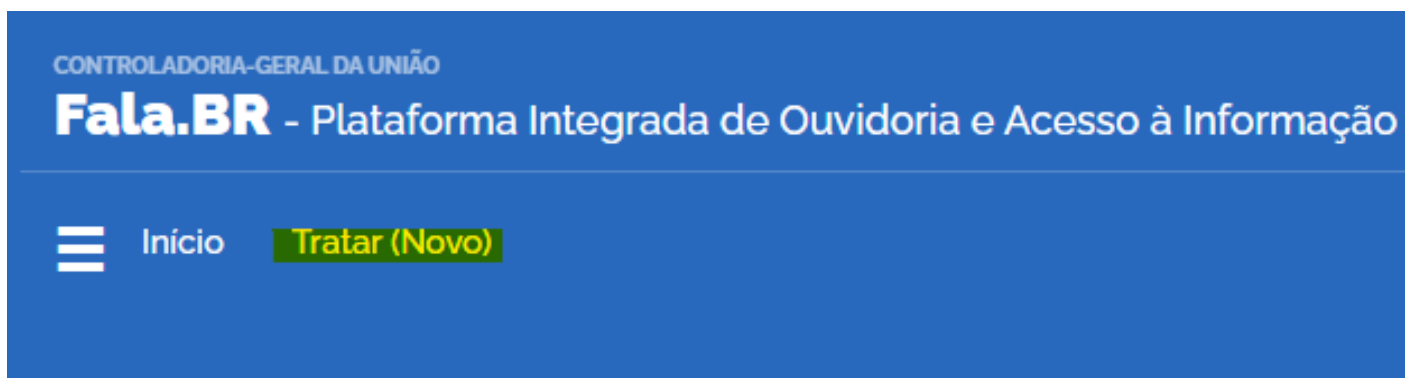 CONTROLADORIA-GERAL DA UNIÃO
Fala.BR - Plataforma Integrada de Ouvidoria e Acesso à Informação
Início Tratar (Novo)